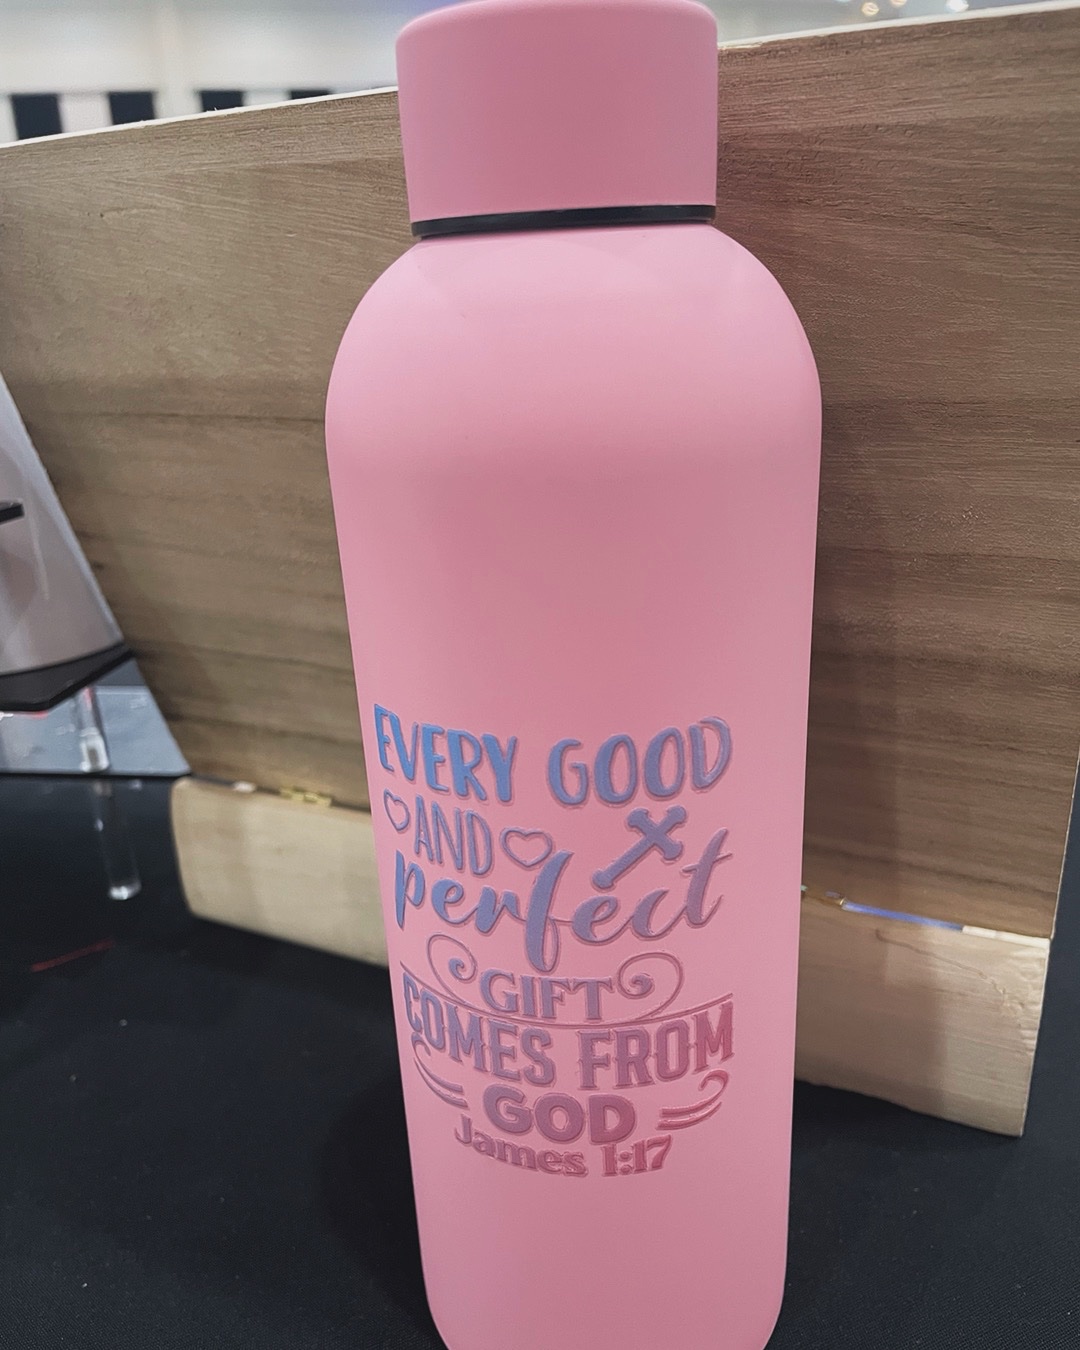 EVERY GOOD
AND
perfect
GIFT
COMES FROM
GOD
James 1:17